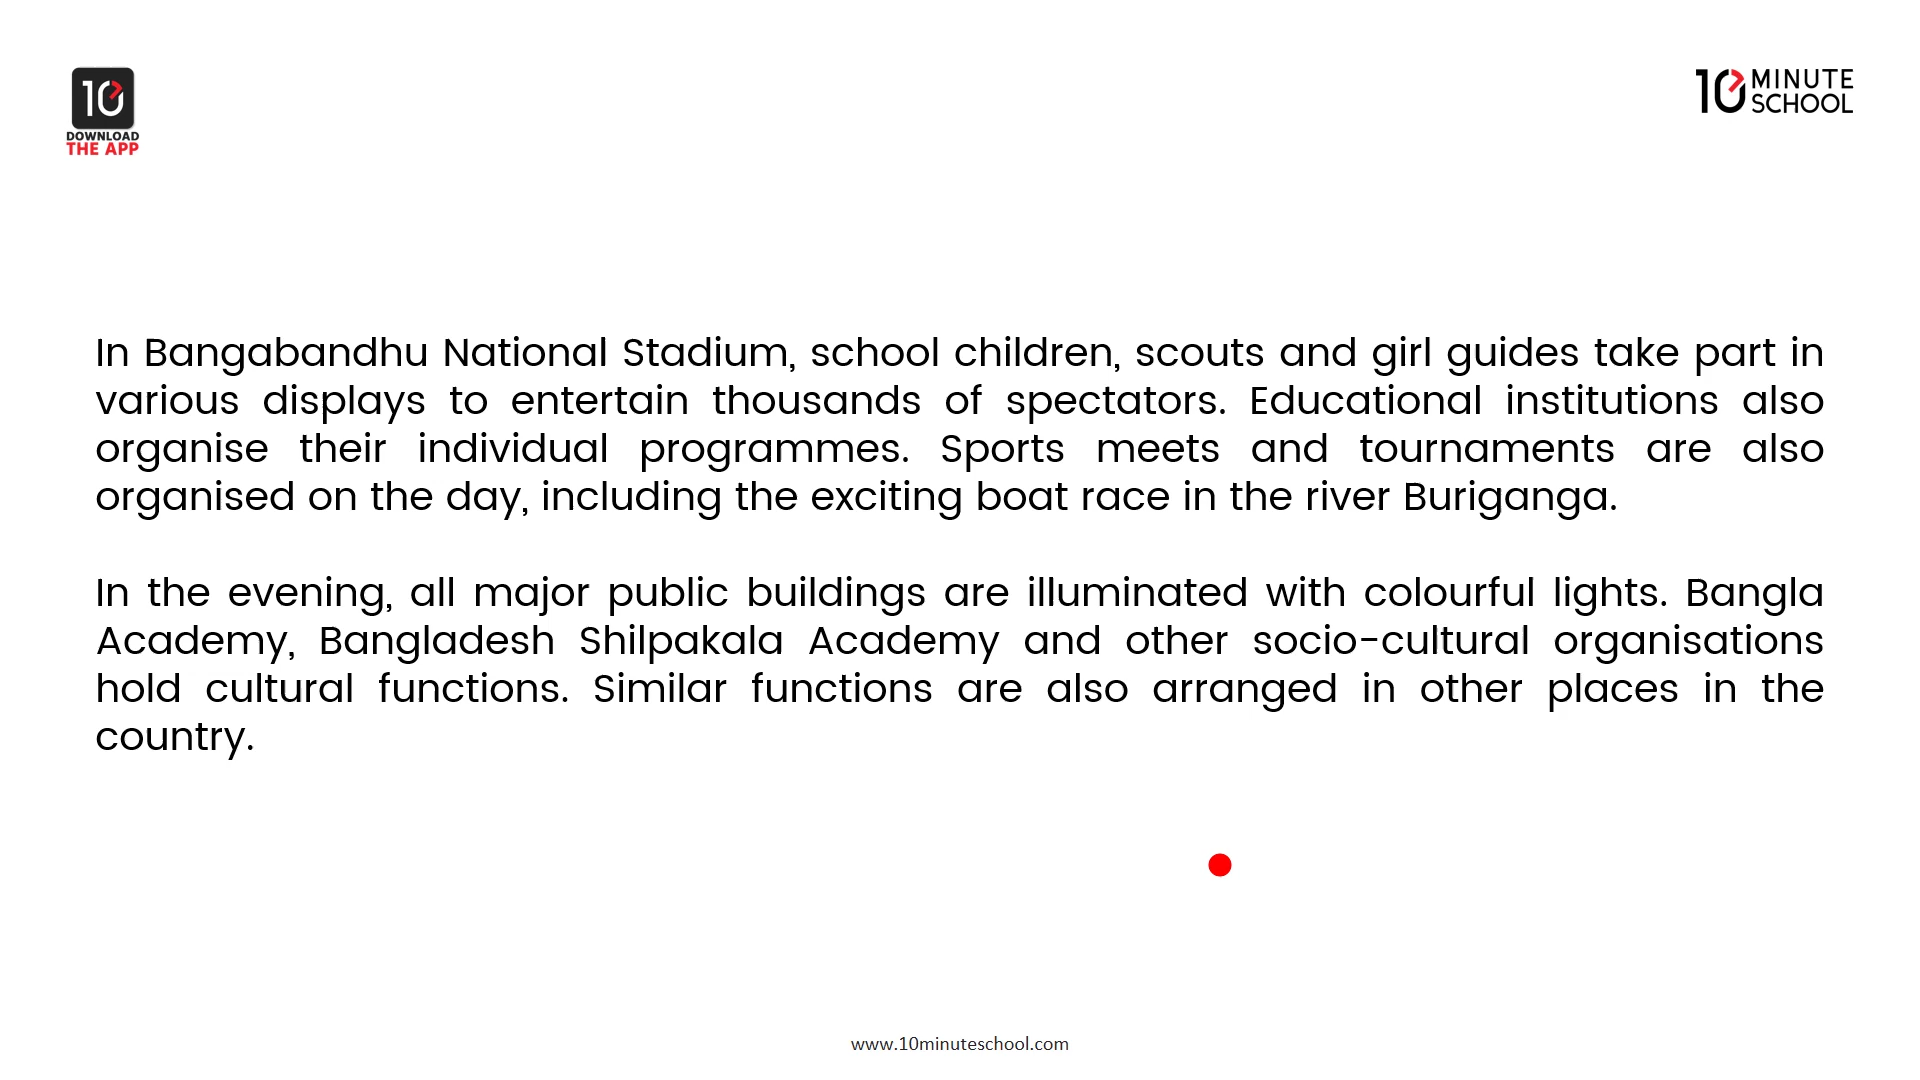 10
DOWNLOAD
THE APP
10 MINUTE
SCHOOL
In Bangabandhu National Stadium, school children, scouts and girl guides take part in
various displays to entertain thousands of spectators. Educational institutions also
organise their individual programmes. Sports meets and tournaments are also
organised on the day, including the exciting boat race in the river Buriganga.
In the evening, all major public buildings are illuminated with colourful lights. Bangla
Academy, Bangladesh Shilpakala Academy and other socio-cultural organisations
hold cultural functions. Similar functions are also arranged in other places in the
country.
www.10minuteschool.com